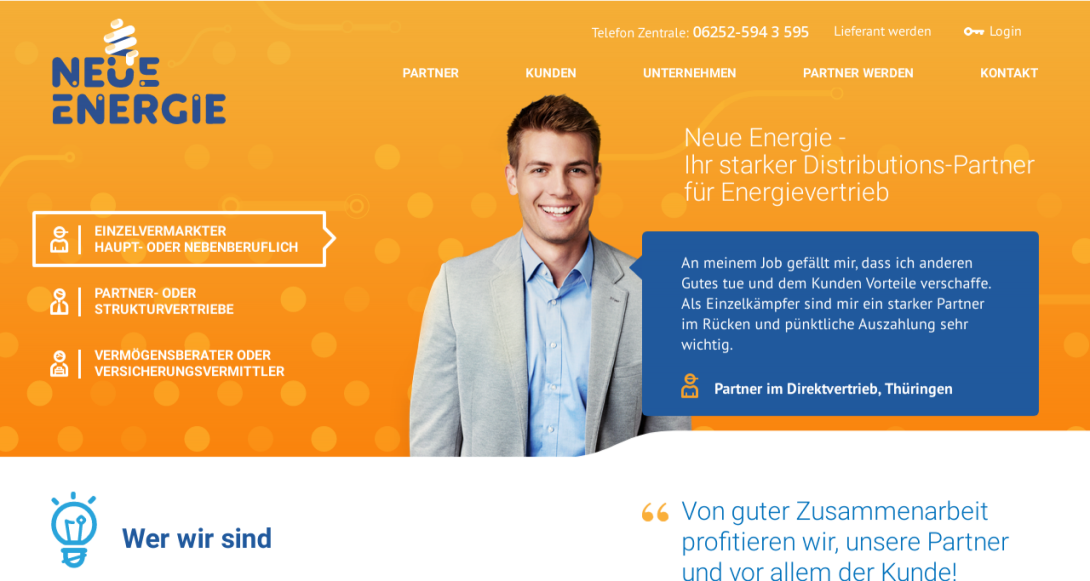 Telefon Zentrale: 06252-594 3 595
Lieferant werden
Login
NEUE
ENERGIE
PARTNER
KUNDEN
UNTERNEHMEN
PARTNER WERDEN
KONTAKT
Neue Energie -
Ihr starker Distributions-Partner
für Energievertrieb
EINZELVERMARKTER
HAUPT- ODER NEBENBERUFLICH
PARTNER- ODER
STRUKTURVERTRIEBE
VERMÖGENSBERATER ODER
VERSICHERUNGSVERMITTLER
An meinem Job gefällt mir, dass ich anderen
Gutes tue und dem Kunden Vorteile verschaffe.
Als Einzelkämpfer sind mir ein starker Partner
im Rücken und pünktliche Auszahlung sehr
wichtig.
Partner im Direktvertrieb, Thüringen
Wer wir sind
“ Von guter Zusammenarbeit
profitieren wir, unsere Partner
und vor allem der Kunde!